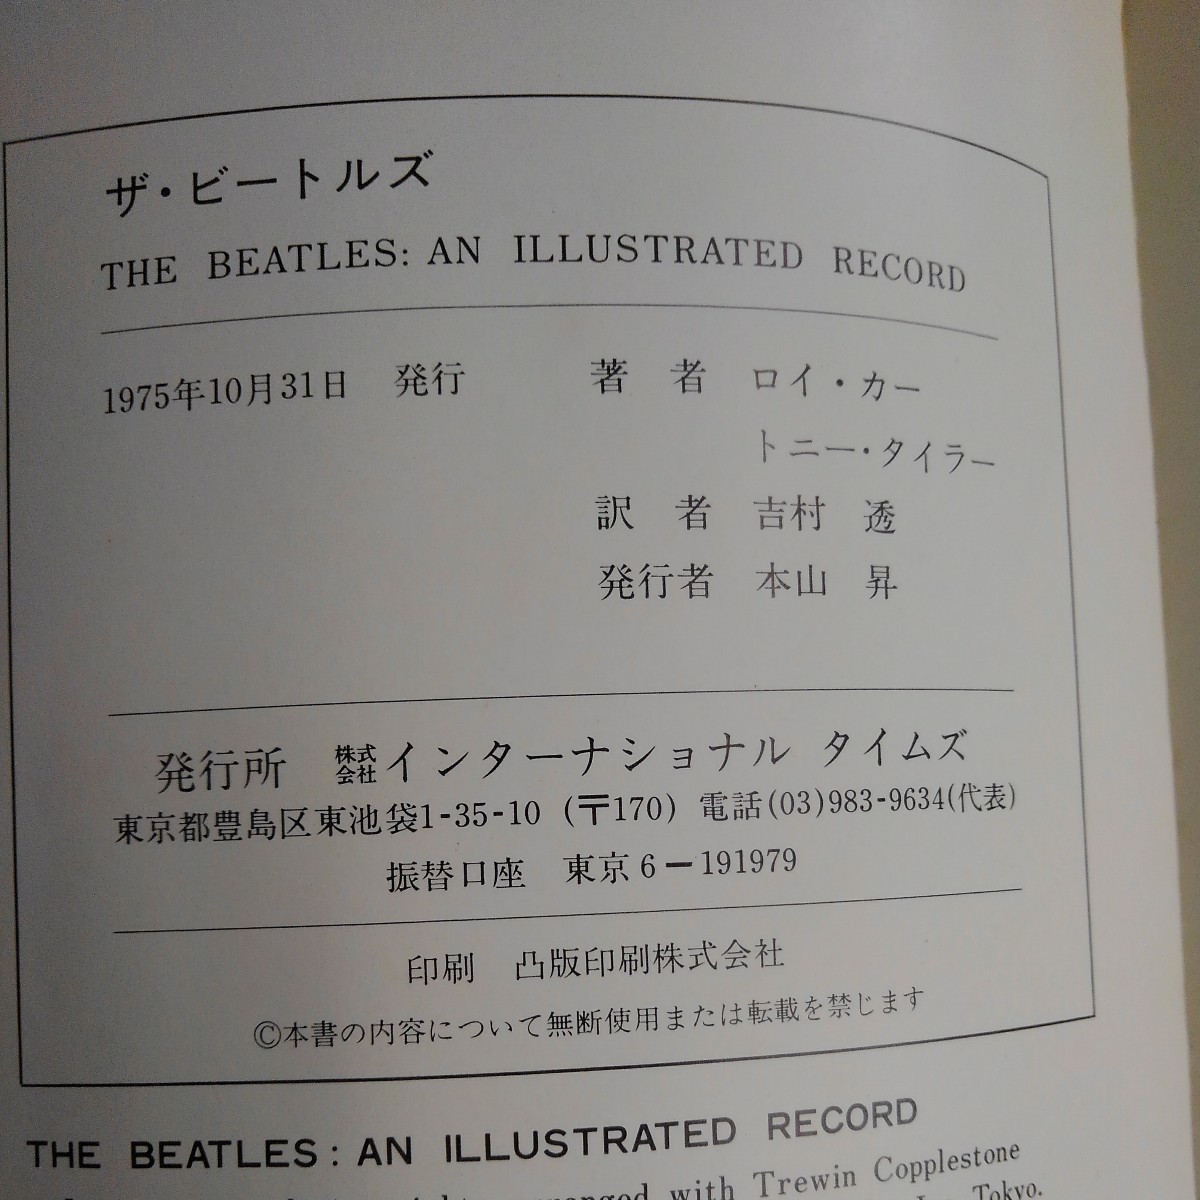 ザ・ビートルズ
THE BEATLES: AN ILLUSTRATED RECORD
1975年10月31日 発行 著 者 ロイ・カー
トニー・タイラー
訳 者 吉村 透
発行者 本山 昇
発行所 株式会社 インターナショナル タイムズ
東京都豊島区東池袋1-35-10 (〒170) 電話(03)983-9634(代表)
振替口座 東京6－191979
印刷 凸版印刷株式会社
©本書の内容について無断使用または転載を禁じます
THE BEATLES: AN ILLUSTRATED RECORD
with Trewin Copplestone
Tokyo.